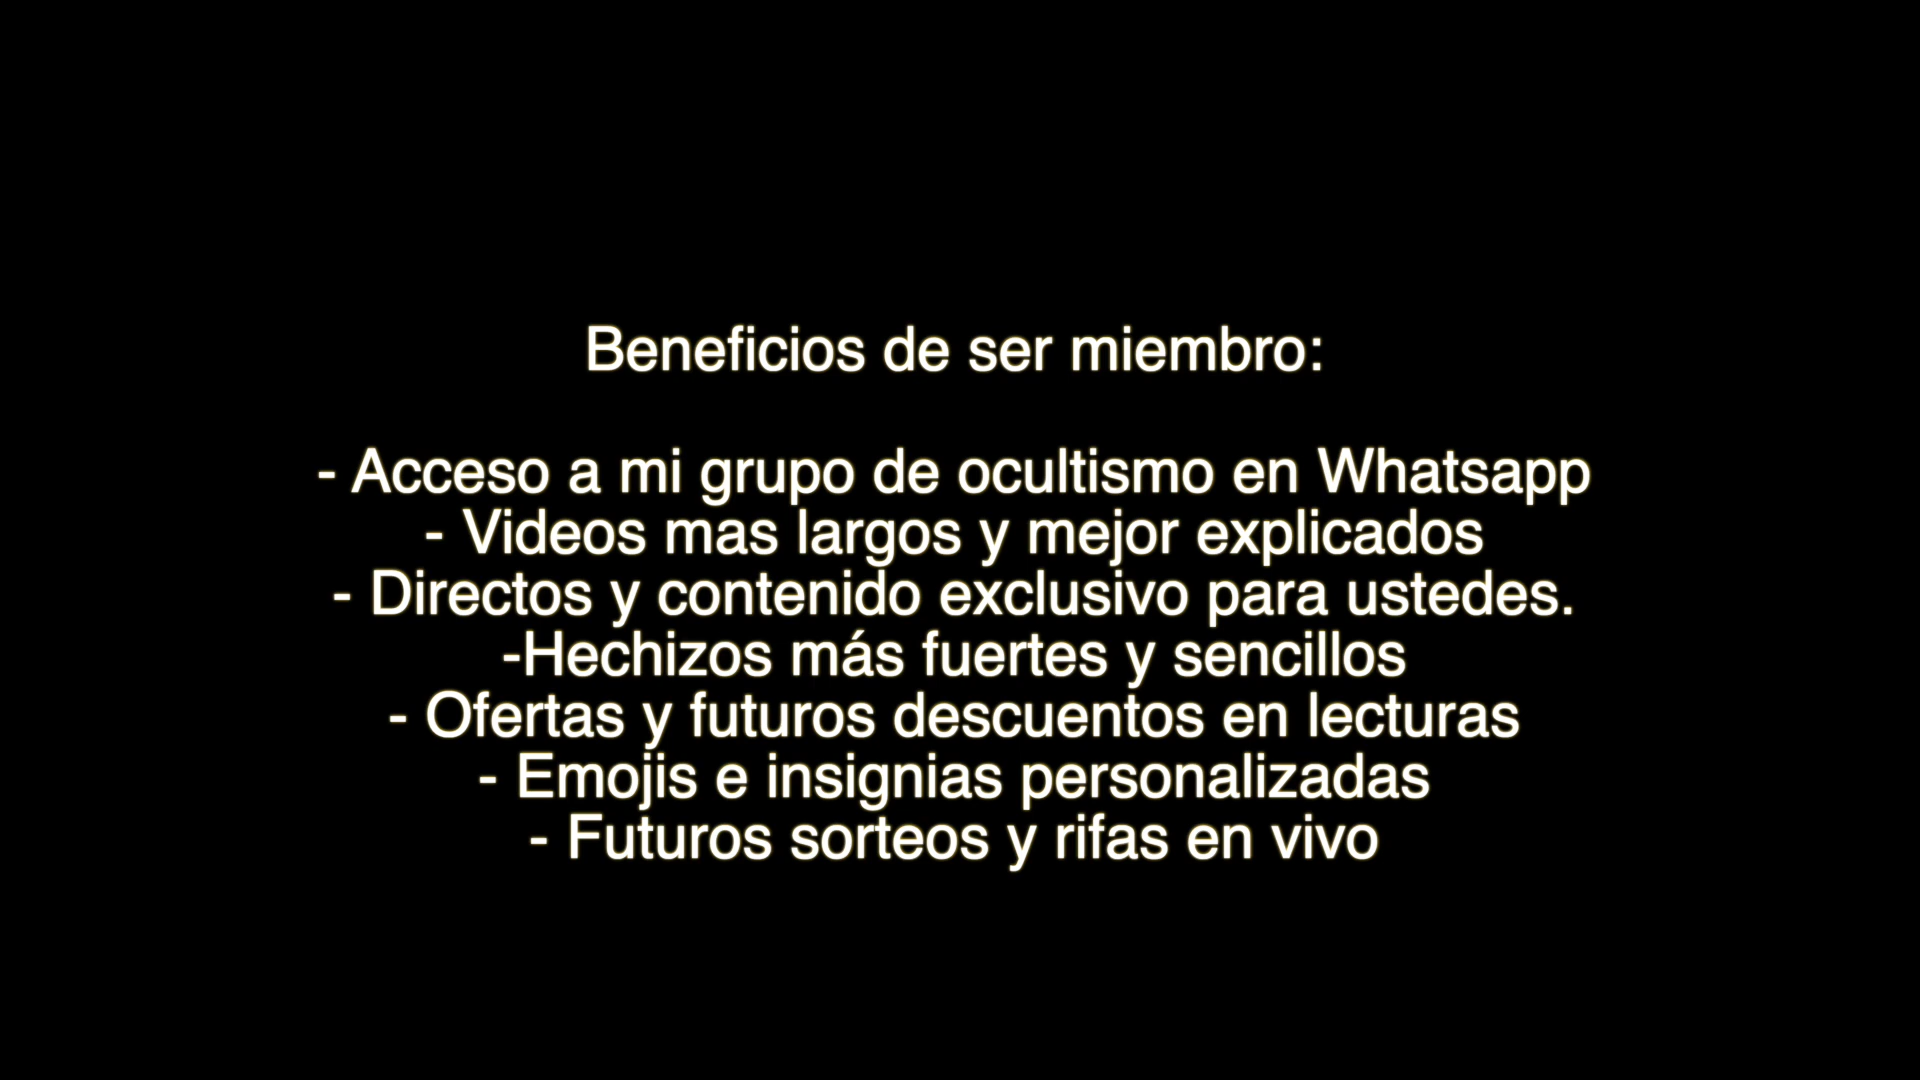 Beneficios de ser miembro:
- Acceso a mi grupo de ocultismo en Whatsapp
- Videos mas largos y mejor explicados
- Directos y contenido exclusivo para ustedes.
-Hechizos más fuertes y sencillos
- Ofertas y futuros descuentos en lecturas
- Emojis e insignias personalizadas
- Futuros sorteos y rifas en vivo